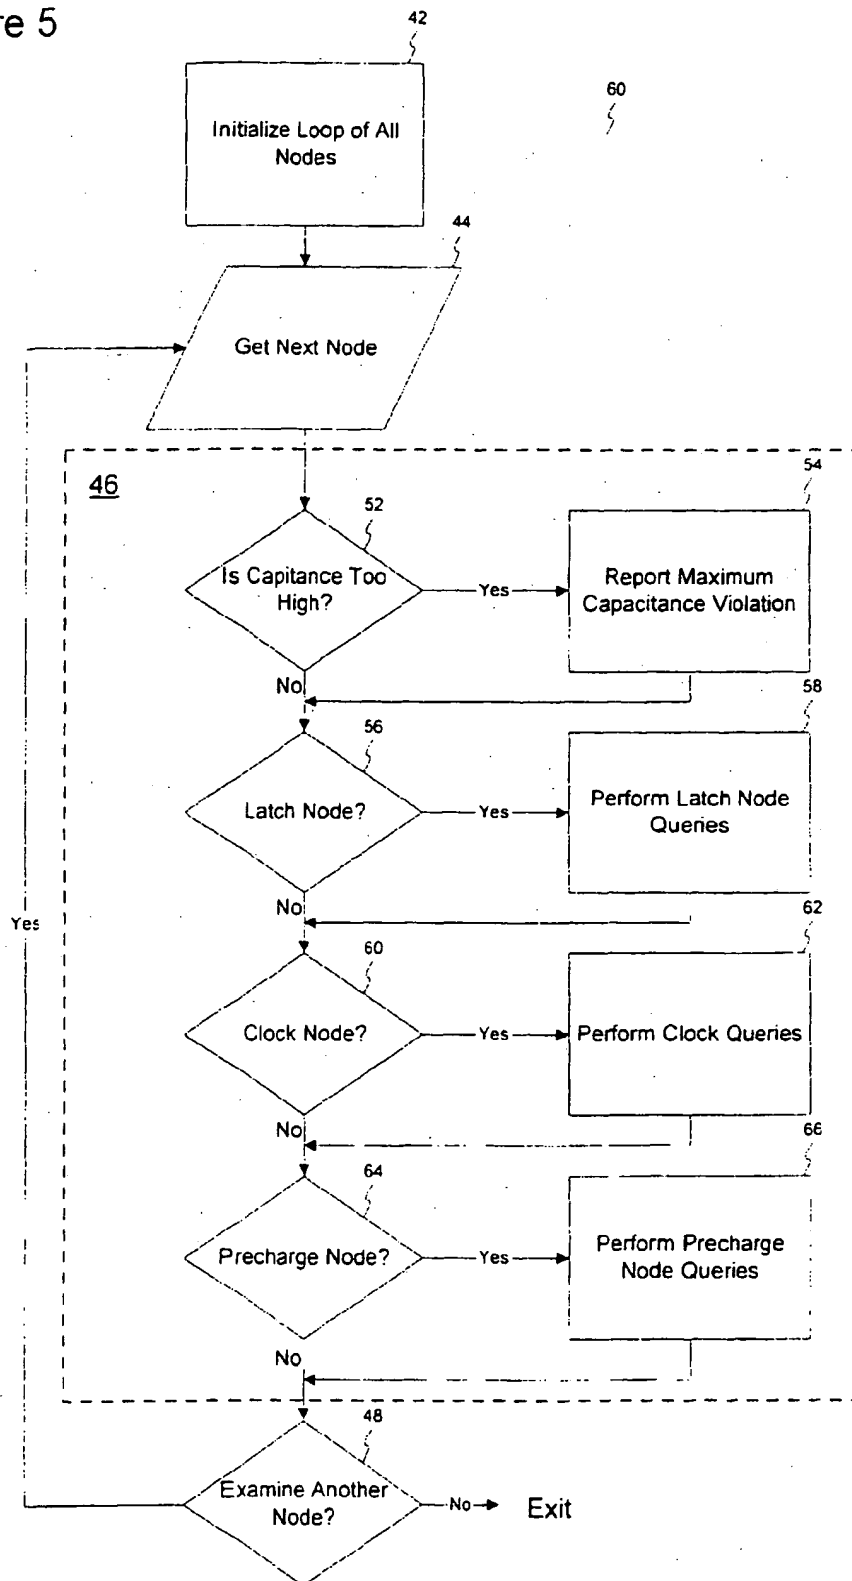 re 5
42
60
Initialize Loop of All
Nodes
44
Get Next Node
46
52
54
Is Capitance Too
High?
Yes
Report Maximum
Capacitance Violation
No
56
58
Latch Node?
Yes
Perform Latch Node
Queries
No
60
62
Yes
Clock Node?
Yes
Perform Clock Queries
No
64
66
Precharge Node?
Yes
Perform Precharge
Node Queries
No
48
Examine Another
Node?
No
Exit